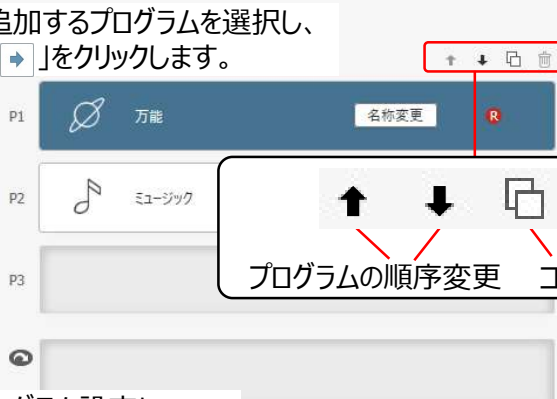 追加するプログラムを選択し、
」をクリックします。
P1 万能 名称変更 R
P2 ミュージック
プログラムの順序変更
P3